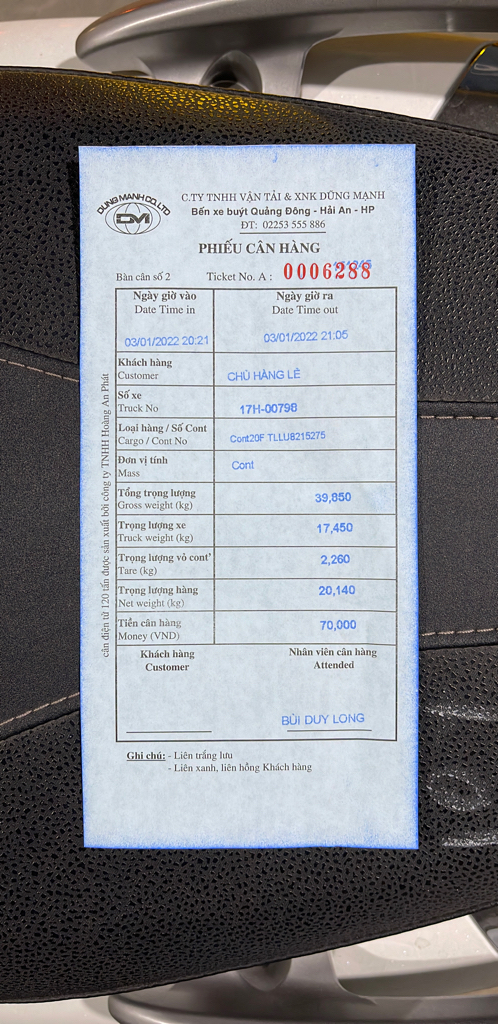 DUNG MANH CO.,LTD
DM
C.TY TNHH VẬN TẢI & XNK DŨNG MẠNH
Bến xe buýt Quảng Đông - Hải An - HP
ĐT: 02253 555 886
PHIẾU CÂN HÀNG
Bàn cân số 2 Ticket No. A : 0006288
Ngày giờ vào Ngày giờ ra
Date Time in Date Time out
03/01/2022 20:21 03/01/2022 21:05
Khách hàng
Customer CHỦ HÀNG LẺ
Số xe
Truck No 17H-00798
Loại hàng / Số Cont
Cargo / Cont No Cont20F TLLU8215275
Đơn vị tính
Mass Cont
Tổng trọng lượng
Gross weight (kg) 39,850
Trọng lượng xe
Truck weight (kg) 17,450
Trọng lượng vỏ cont'
Tare (kg) 2,260
Trọng lượng hàng
Net weight (kg) 20,140
Tiền cân hàng
Money (VND) 70,000
Khách hàng Nhân viên cân hàng
Customer Attended
BÙI DUY LONG
Ghi chú: - Liên trắng lưu
- Liên xanh, liên hồng Khách hàng
cân điện tử 120 tấn được sản xuất bởi công ty TNHH Hoàng An Phát